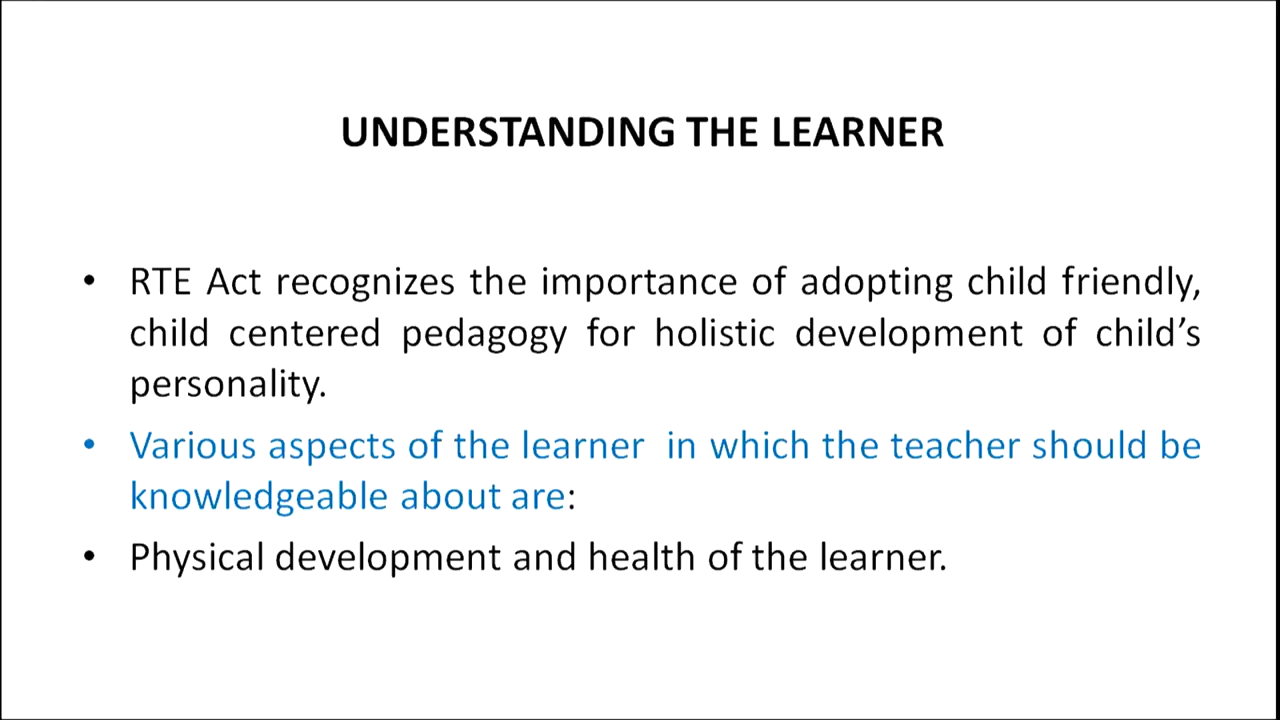 UNDERSTANDING THE LEARNER
• RTE Act recognizes the importance of adopting child friendly,
child centered pedagogy for holistic development of child’s
personality.
• Various aspects of the learner  in which the teacher should be
knowledgeable about are:
• Physical development and health of the learner.